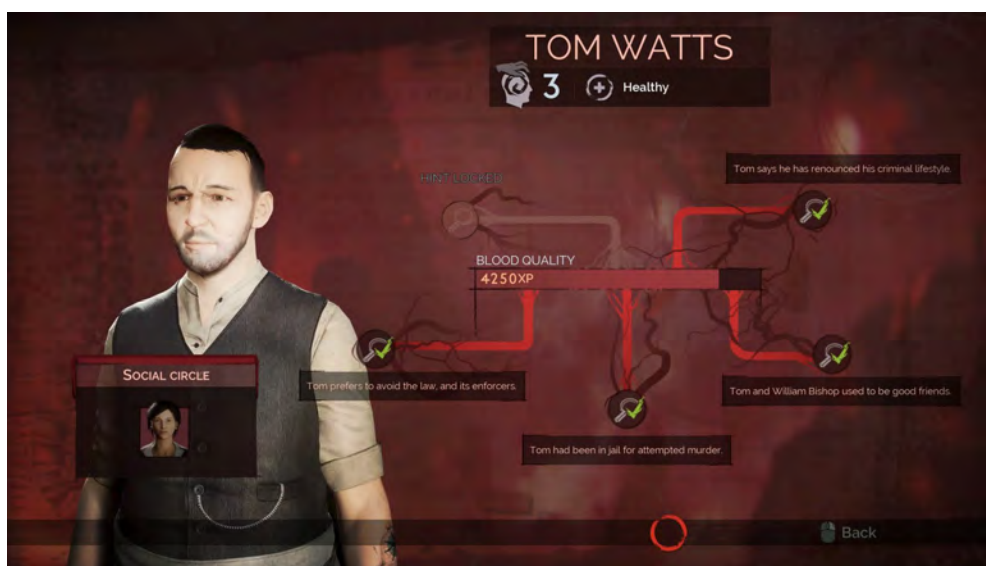 TOM WATTS
3
Healthy
Tom says he has renounced his criminal lifestyle.
HINT LOCKED
BLOOD QUALITY
4250XP
SOCIAL CIRCLE
Tom prefers to avoid the law, and its enforcers.
Tom and William Bishop used to be good friends.
Tom had been in jail for attempted murder.
Back